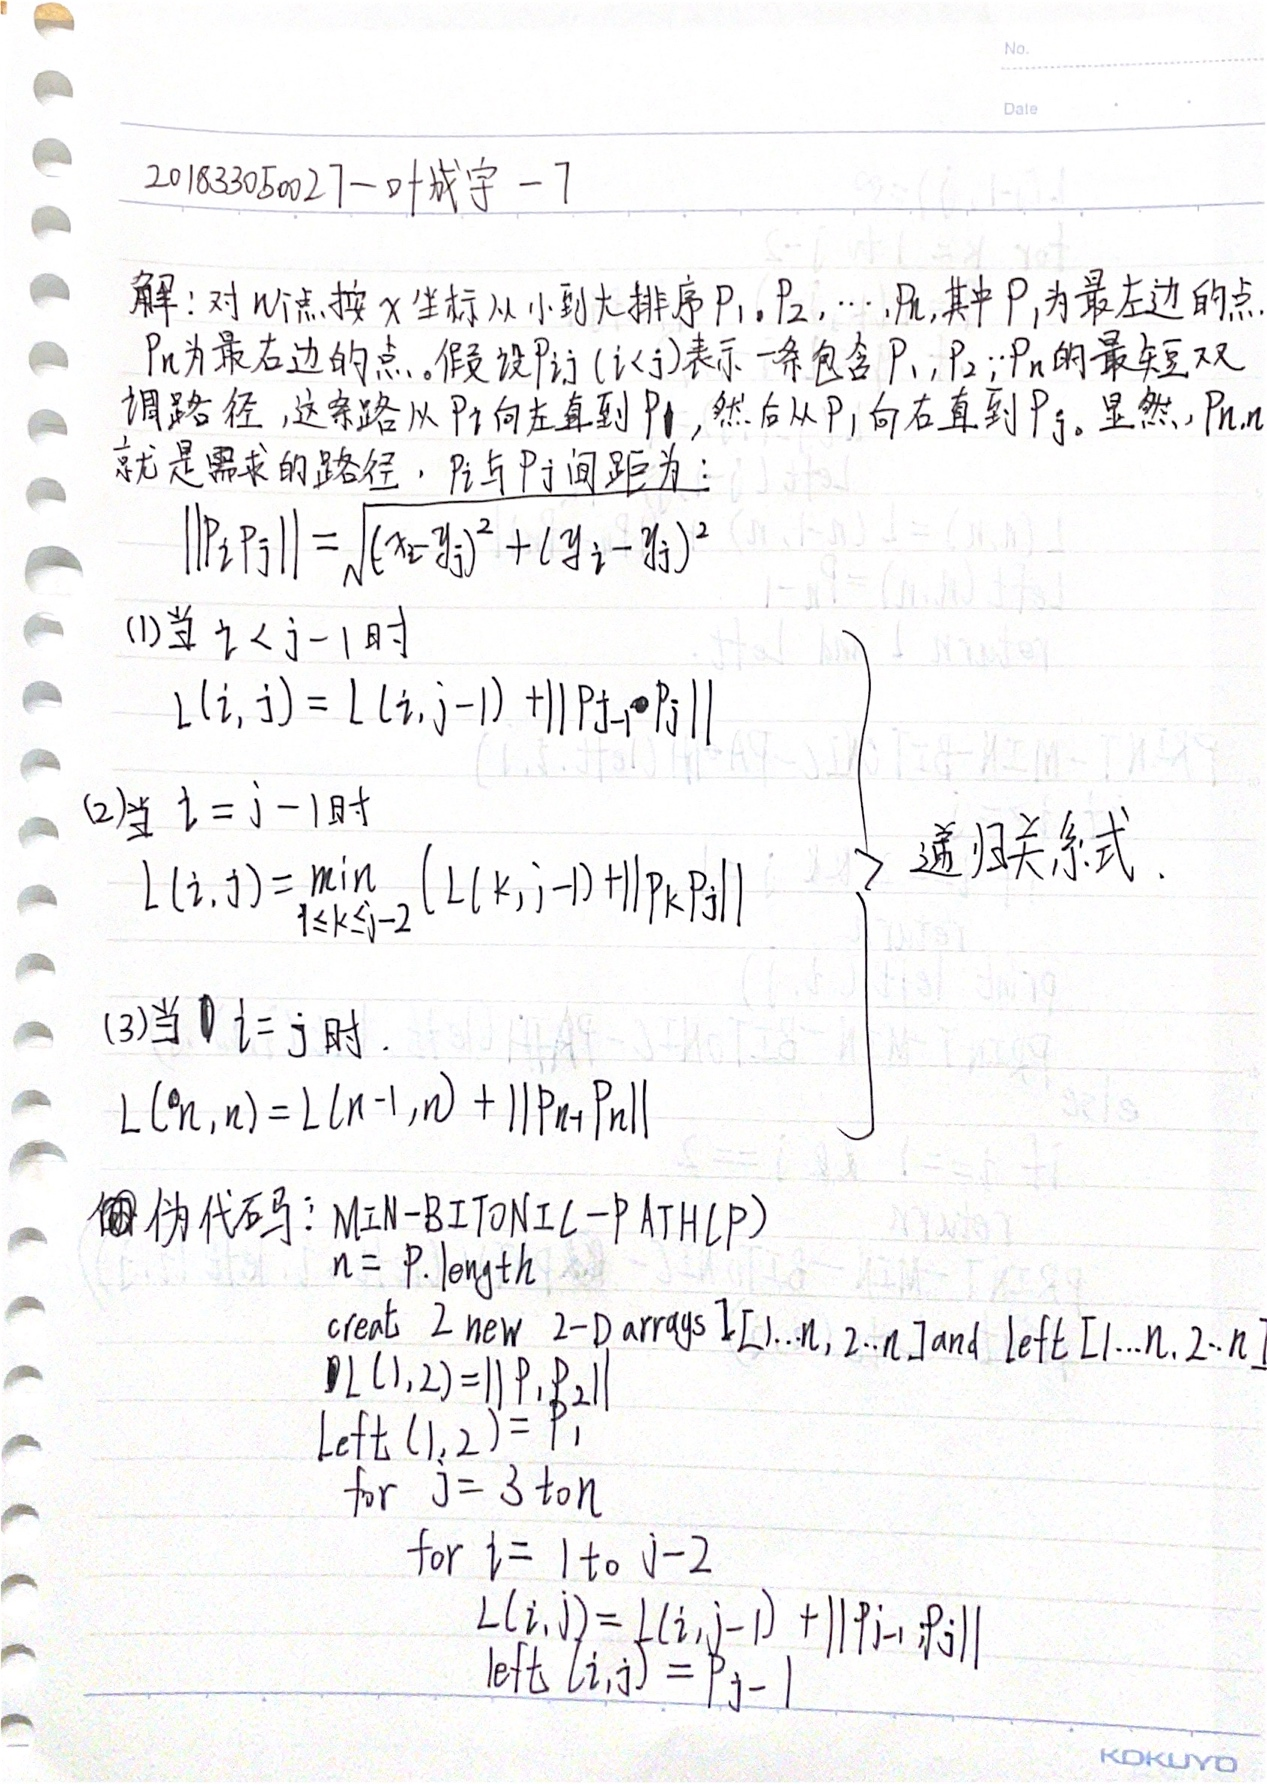 No.
Date
201833050027-叶成宇-7
解：对n个点按x坐标从小到大排序P1，P2，…，Pn，其中P1为最左边的点
Pn为最右边的点。假设Pij（i<j）表示一条包含P1，P2…Pn的最短双
调路径，这条路从Pi向左直到P1，然后从P1向右直到Pj。显然，Pn,n
就是需求的路径，Pi与Pj间距为：
||PiPj|| = √(xi-yj)² + (yi-yj)²
(1)当 i < j-1时
L(i, j) = L(i, j-1) + ||Pj-1Pj||
(2)当 i = j-1时
L(i, j) = min 1≤k≤j-2 (L(k, j-1) + ||PkPj||
递归关系式.
(3)当 i = j时.
L(n, n) = L(n-1, n) + ||Pn-1Pn||
伪代码: MIN-BITONIC-PATH(P)
n = P.length
creat 2 new 2-D arrays L[1...n, 2..n] and left [1...n, 2..n]
L(1,2) = ||P1P2||
Left (1,2) = P1
for j = 3 to n
for i = 1 to j-2
L(i,j) = L(i,j-1) + ||Pj-1Pj||
left (i,j) = Pj-1
KOKUYO